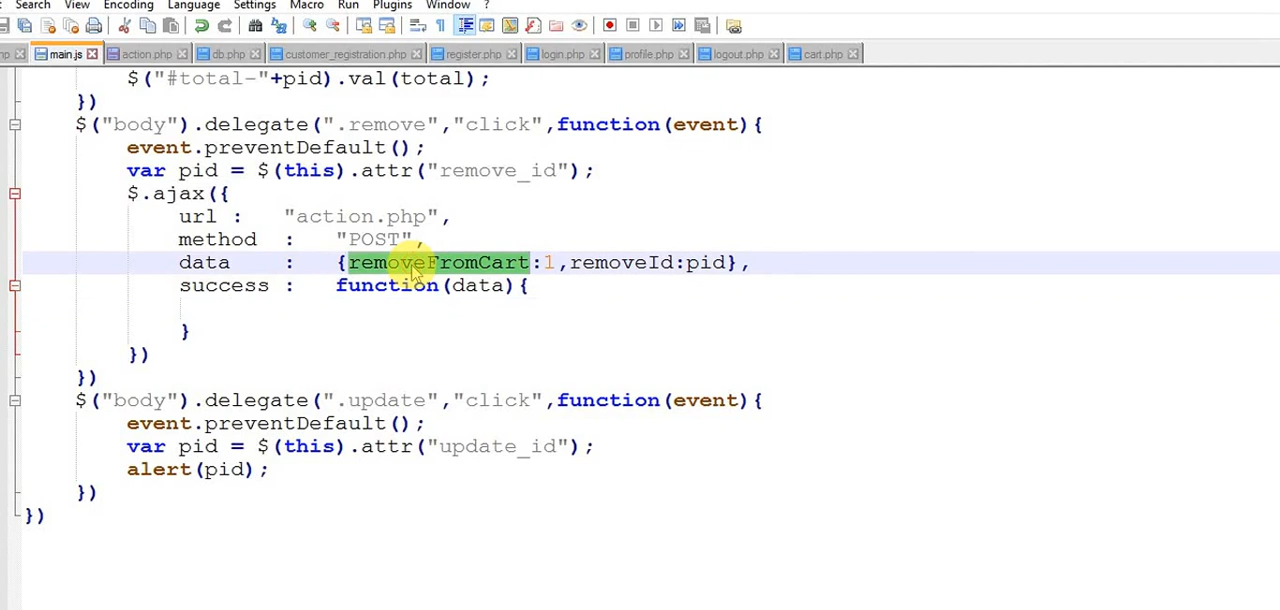 Search View Encoding Language Settings Macro Run Plugins Window ?
hp main.js action.php db.php customer_registration.php register.php login.php profile.php logout.php cart.php
$("#total-"+pid).val(total);
})
$("body").delegate(".remove","click",function(event){
event.preventDefault();
var pid = $(this).attr("remove_id");
$.ajax({
url : "action.php",
method : "POST",
data : {removeFromCart:1,removeId:pid},
success : function(data){
}
})
})
$("body").delegate(".update","click",function(event){
event.preventDefault();
var pid = $(this).attr("update_id");
alert(pid);
})
})